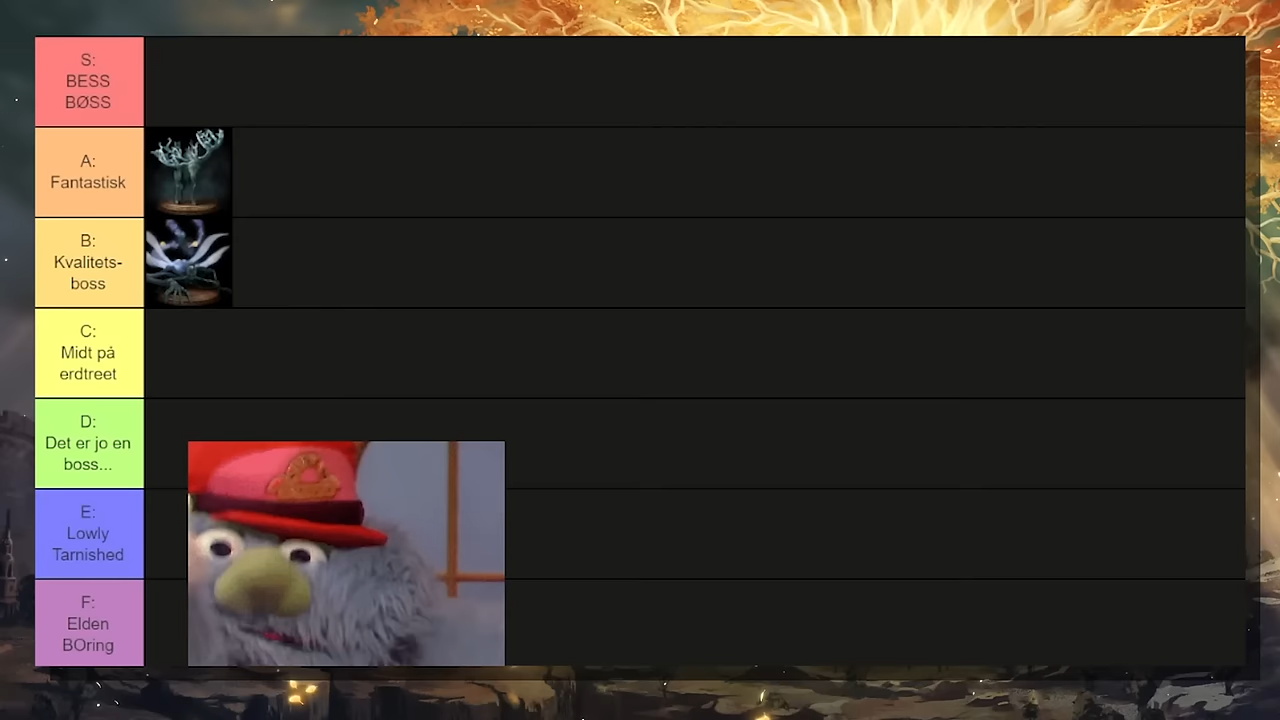 S:
BESS
BØSS
A:
Fantastisk
B:
Kvalitets-
boss
C:
Midt på
erdtreet
D:
Det er jo en
boss...
E:
Lowly
Tarnished
F:
Elden
BOring